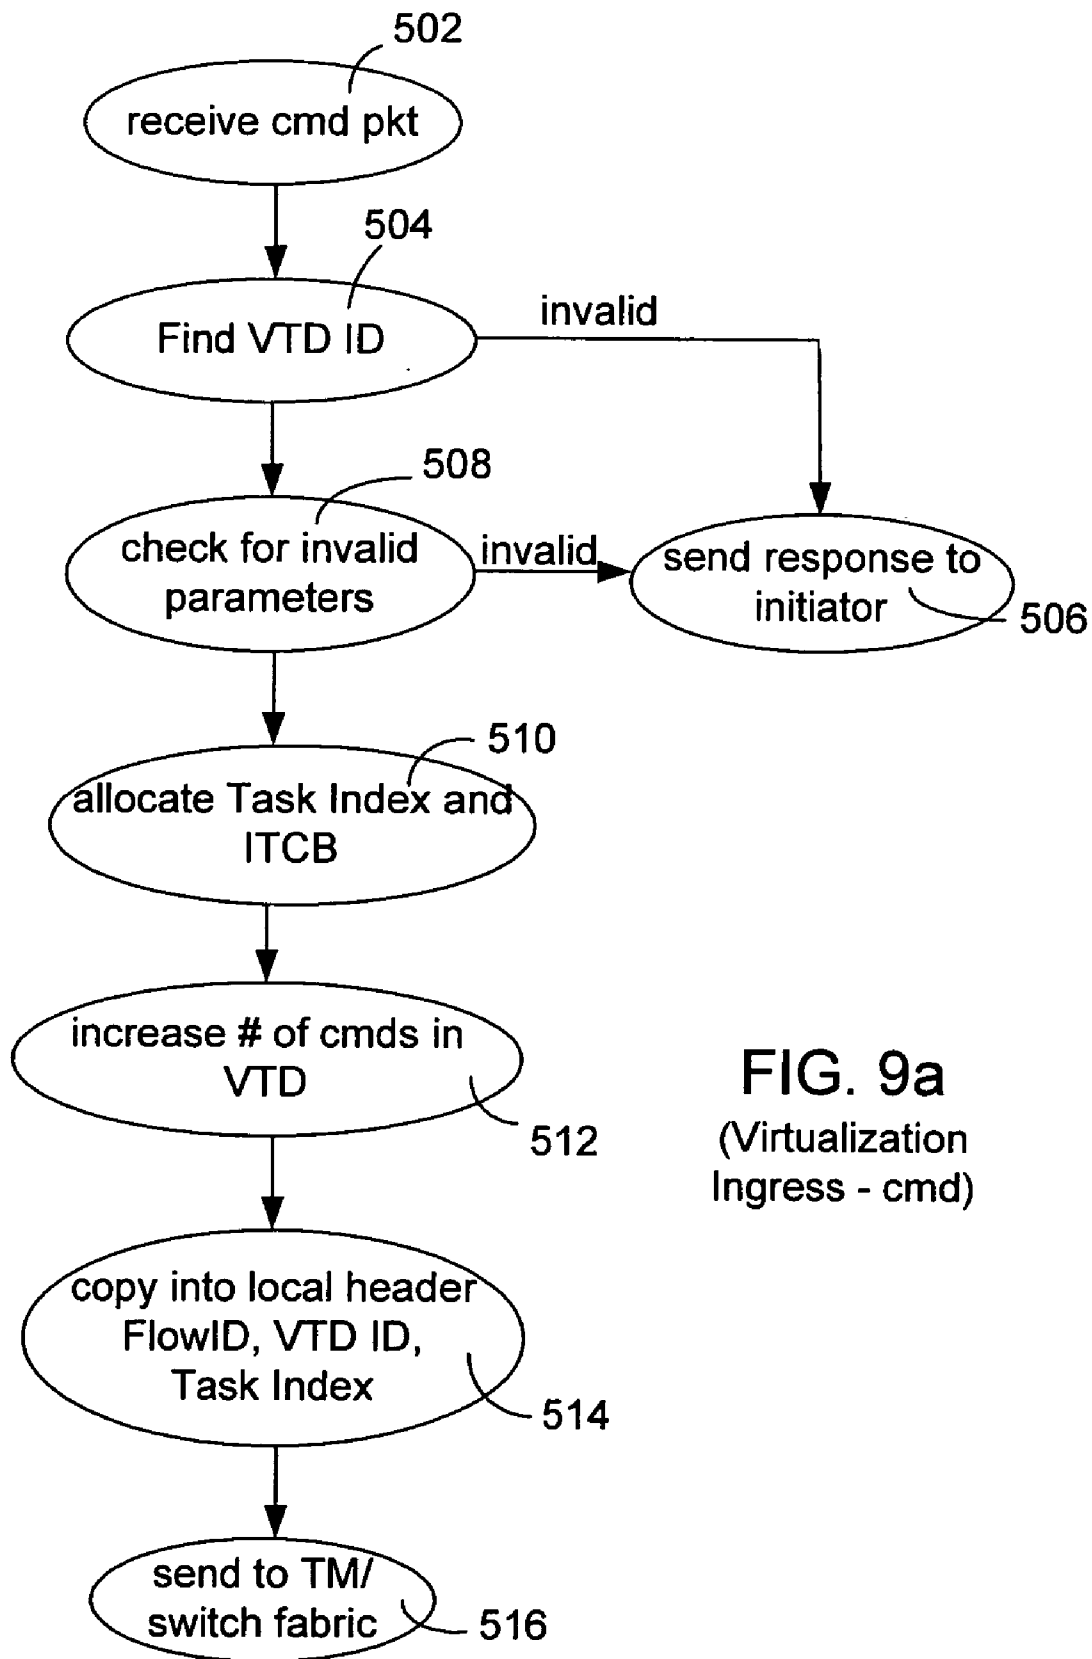 502
receive cmd pkt
504
Find VTD ID
invalid
508
check for invalid
parameters
invalid
send response to
initiator
506
510
allocate Task Index and
ITCB
increase # of cmds in
VTD
512
FIG. 9a
(Virtualization
Ingress - cmd)
copy into local header
FlowID, VTD ID,
Task Index
514
send to TM/
switch fabric
516